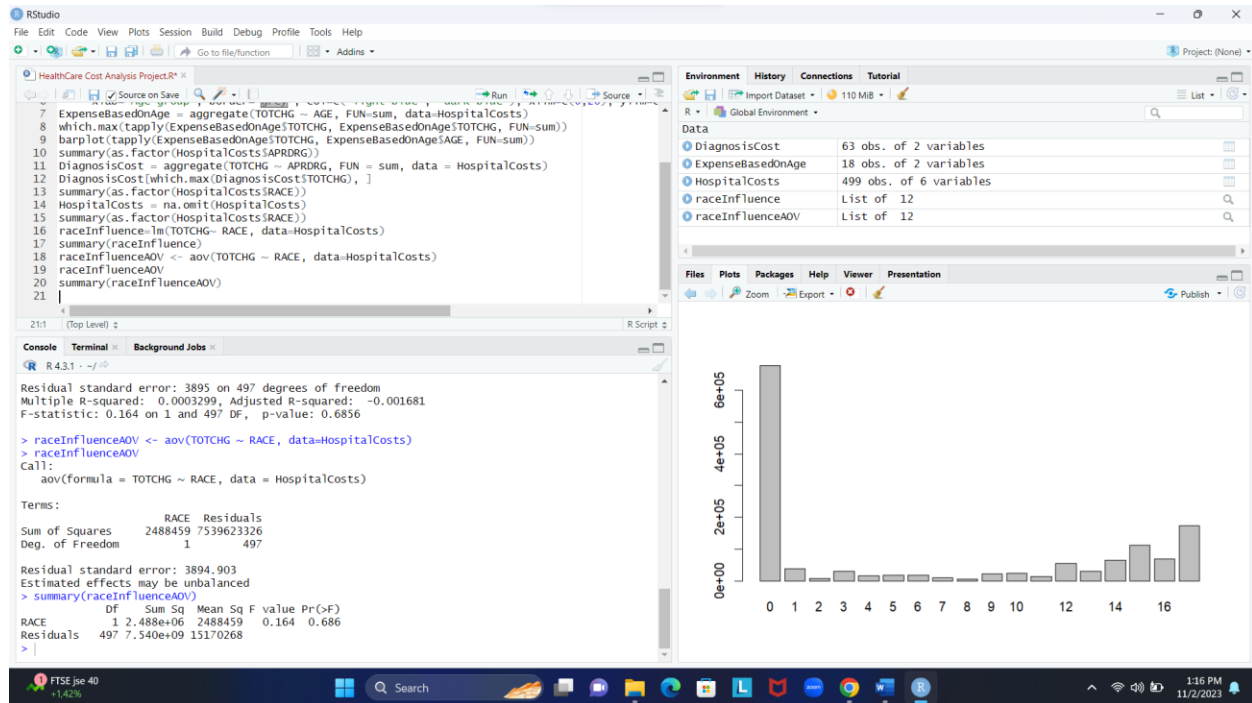 RStudio
File Edit Code View Plots Session Build Debug Profile Tools Help
Go to file/function
Addins
Project: (None)
HealthCare Cost Analysis Project.R*
Source on Save
Run
Source
7 ExpenseBasedOnAge = aggregate(TOTCHG ~ AGE, FUN=sum, data=HospitalCosts)
8 which.max(tapply(ExpenseBasedOnAge$TOTCHG, ExpenseBasedOnAge$TOTCHG, FUN=sum))
9 barplot(tapply(ExpenseBasedOnAge$TOTCHG, ExpenseBasedOnAge$AGE, FUN=sum))
10 summary(as.factor(HospitalCosts$APRDRG))
11 DiagnosisCost = aggregate(TOTCHG ~ APRDRG, FUN = sum, data = HospitalCosts)
12 DiagnosisCost[which.max(DiagnosisCost$TOTCHG), ]
13 summary(as.factor(HospitalCosts$RACE))
14 HospitalCosts = na.omit(HospitalCosts)
15 summary(as.factor(HospitalCosts$RACE))
16 raceInfluence=lm(TOTCHG~ RACE, data=HospitalCosts)
17 summary(raceInfluence)
18 raceInfluenceAOV <- aov(TOTCHG ~ RACE, data=HospitalCosts)
19 raceInfluenceAOV
20 summary(raceInfluenceAOV)
21
21:1 (Top Level) R Script
Console Terminal Background Jobs
R 4.3.1 · ~/
Residual standard error: 3895 on 497 degrees of freedom
Multiple R-squared: 0.0003299, Adjusted R-squared: -0.001681
F-statistic: 0.164 on 1 and 497 DF, p-value: 0.6856
> raceInfluenceAOV <- aov(TOTCHG ~ RACE, data=HospitalCosts)
> raceInfluenceAOV
Call:
aov(formula = TOTCHG ~ RACE, data = HospitalCosts)
Terms:
RACE Residuals
Sum of Squares 2488459 7539623326
Deg. of Freedom 1 497
Residual standard error: 3894.903
Estimated effects may be unbalanced
> summary(raceInfluenceAOV)
Df Sum Sq Mean Sq F value Pr(>F)
RACE 1 2.488e+06 2488459 0.164 0.686
Residuals 497 7.540e+09 15170268
>
Environment History Connections Tutorial
Import Dataset 110 MiB List
R Global Environment
Data
DiagnosisCost 63 obs. of 2 variables
ExpenseBasedOnAge 18 obs. of 2 variables
HospitalCosts 499 obs. of 6 variables
raceInfluence List of 12
raceInfluenceAOV List of 12
Files Plots Packages Help Viewer Presentation
Zoom Export Publish
6e+05
4e+05
2e+05
0e+00
0 1 2 3 4 5 6 7 8 9 10 12 14 16
FTSE jse 40
+1,42%
Search
zoom
1:16 PM
11/2/2023